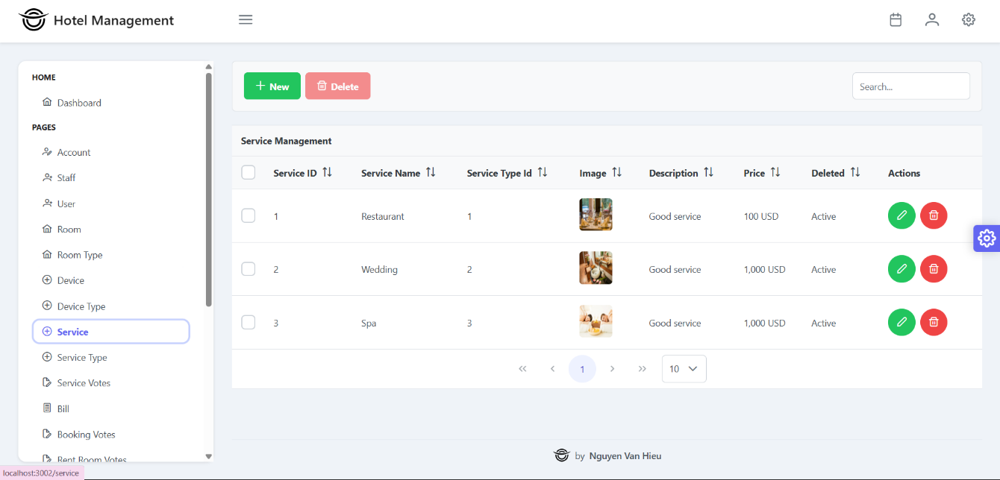 Hotel Management
HOME
Dashboard
PAGES
Account
Staff
User
Room
Room Type
Device
Device Type
Service
Service Type
Service Votes
Bill
Booking Votes
Rent Room Votes
New
Delete
Search...
Service Management
Service ID Service Name Service Type Id Image Description Price Deleted Actions
1 Restaurant 1 Good service 100 USD Active
2 Wedding 2 Good service 1,000 USD Active
3 Spa 3 Good service 1,000 USD Active
1 10
by Nguyen Van Hieu
localhost:3002/service